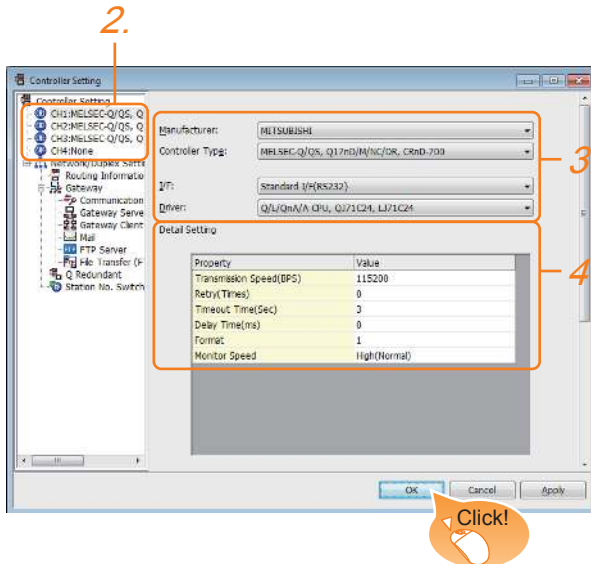 2.
Controller Setting
Controller Setting
CH1:MELSEC-Q/QS, Q
CH2:MELSEC-Q/QS, Q
CH3:MELSEC-Q/QS, Q
CH4:None
Network/Duplex Setti
Routing Informatio
Gateway
Communication
Gateway Serve
Gateway Client
Mail
FTP Server
File Transfer (F
Q Redundant
Station No. Switch
Manufacturer: MITSUBISHI
Controller Type: MELSEC-Q/QS, Q17nD/M/NC/DR, CRnD-700
3
I/F: Standard I/F(RS232)
Driver: Q/L/QnA/A CPU, QJ71C24, LJ71C24
Detail Setting
4
Property Value
Transmission Speed(BPS) 115200
Retry(Times) 0
Timeout Time(Sec) 3
Delay Time(ms) 0
Format 1
Monitor Speed High(Normal)
OK Cancel Apply
Click!